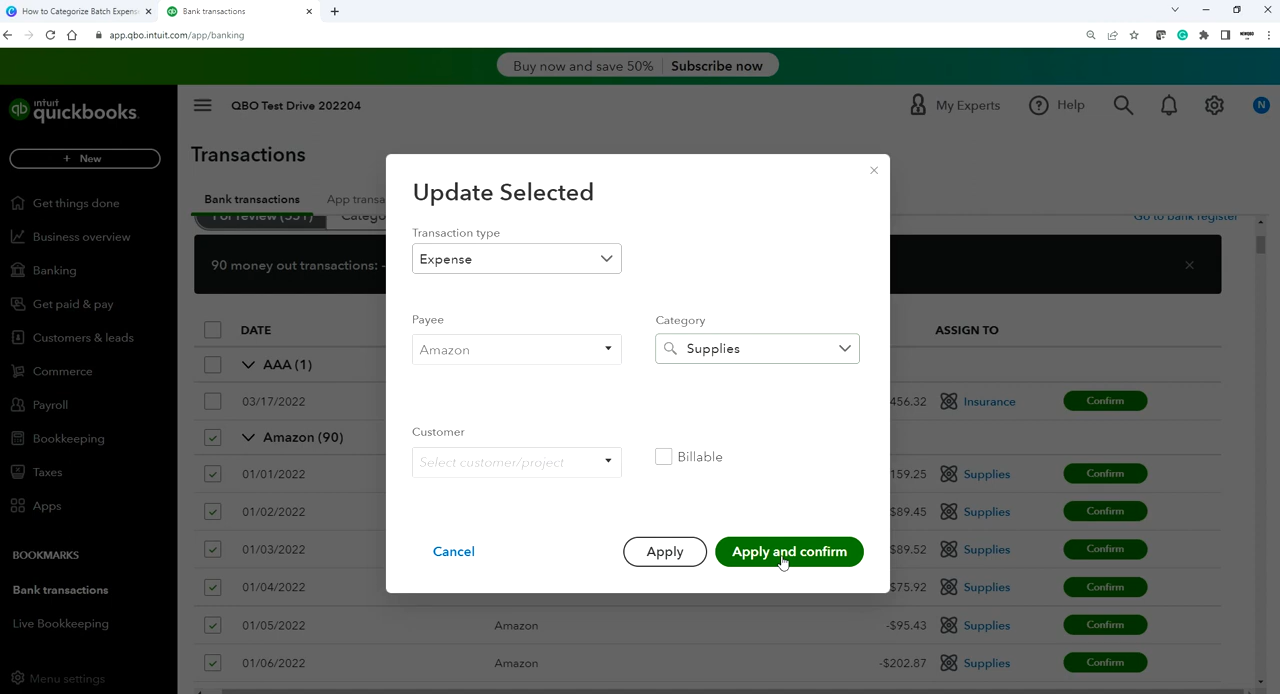 How to Categorize Batch Expens
Bank transactions
app.qbo.intuit.com/app/banking
Buy now and save 50%
Subscribe now
intuit
quickbooks.
QBO Test Drive 202204
My Experts
Help
N
+ New
Transactions
Bank transactions
App transa
Get things done
Business overview
Banking
Get paid & pay
Customers & leads
Commerce
Payroll
Bookkeeping
Taxes
Apps
BOOKMARKS
Bank transactions
Live Bookkeeping
Menu settings
Go to bank register
90 money out transactions: -
DATE
ASSIGN TO
AAA (1)
03/17/2022
456.32
Insurance
Confirm
Amazon (90)
01/01/2022
159.25
Supplies
Confirm
01/02/2022
$89.45
Supplies
Confirm
01/03/2022
$89.52
Supplies
Confirm
01/04/2022
$75.92
Supplies
Confirm
01/05/2022
Amazon
-$95.43
Supplies
Confirm
01/06/2022
Amazon
-$202.87
Supplies
Confirm
Update Selected
Transaction type
Expense
Payee
Category
Amazon
Supplies
Customer
Select customer/project
Billable
Cancel
Apply
Apply and confirm